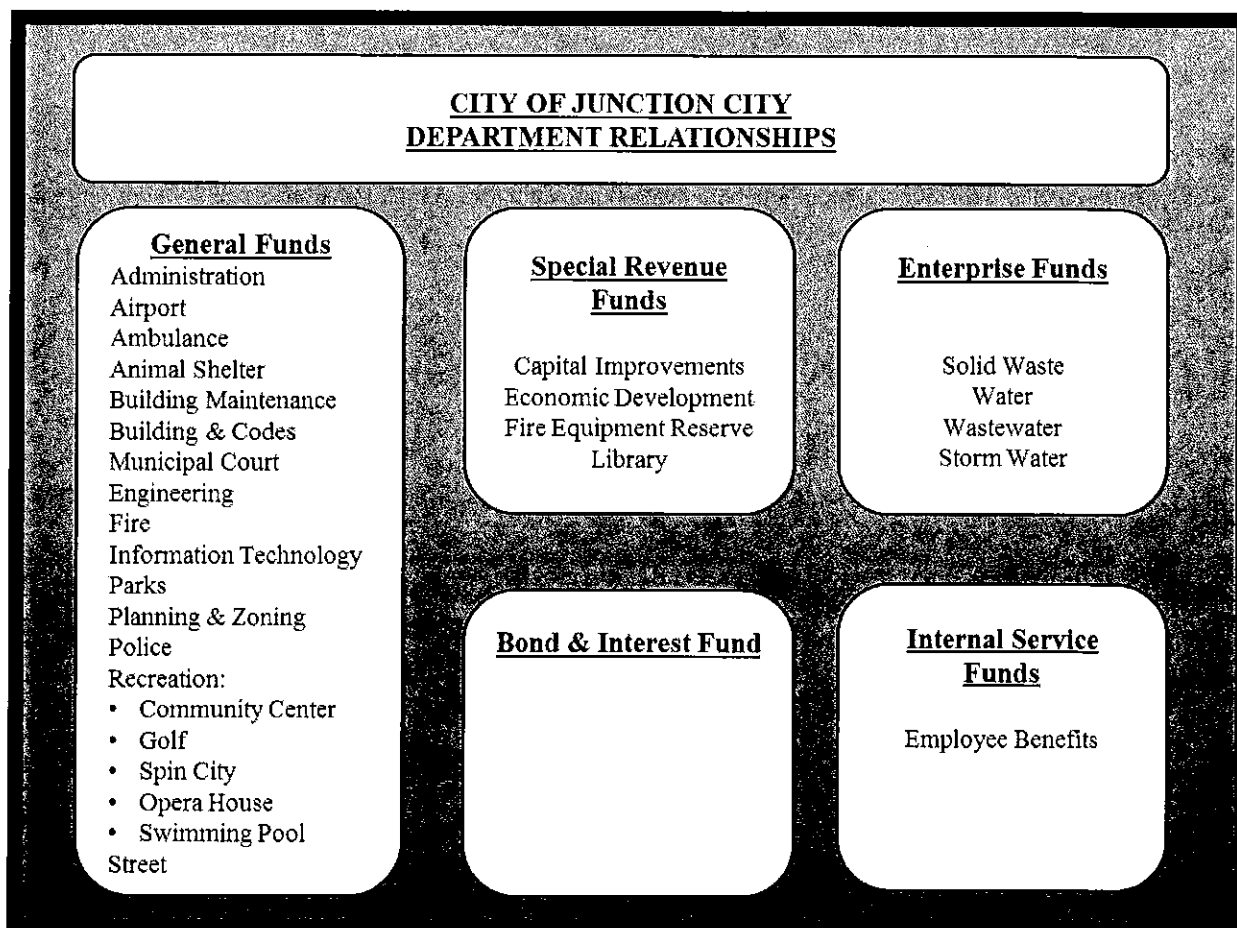 CITY OF JUNCTION CITY
DEPARTMENT RELATIONSHIPS
General Funds
Administration
Airport
Ambulance
Animal Shelter
Building Maintenance
Building & Codes
Municipal Court
Engineering
Fire
Information Technology
Parks
Planning & Zoning
Police
Recreation:
• Community Center
• Golf
• Spin City
• Opera House
• Swimming Pool
Street
Special Revenue
Funds
Capital Improvements
Economic Development
Fire Equipment Reserve
Library
Enterprise Funds
Solid Waste
Water
Wastewater
Storm Water
Bond & Interest Fund
Internal Service
Funds
Employee Benefits